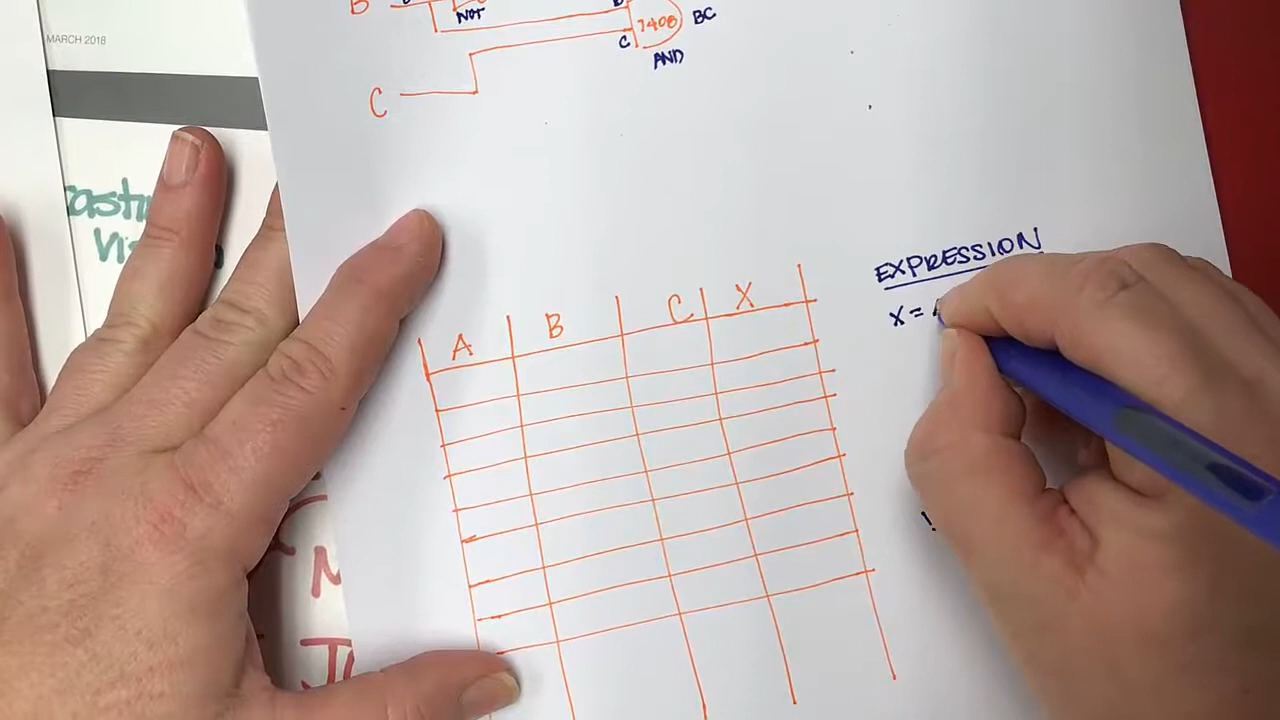 MARCH 2018
B
NOT
B
7408
BC
C
AND
C
EXPRESSION
X =
A B C X